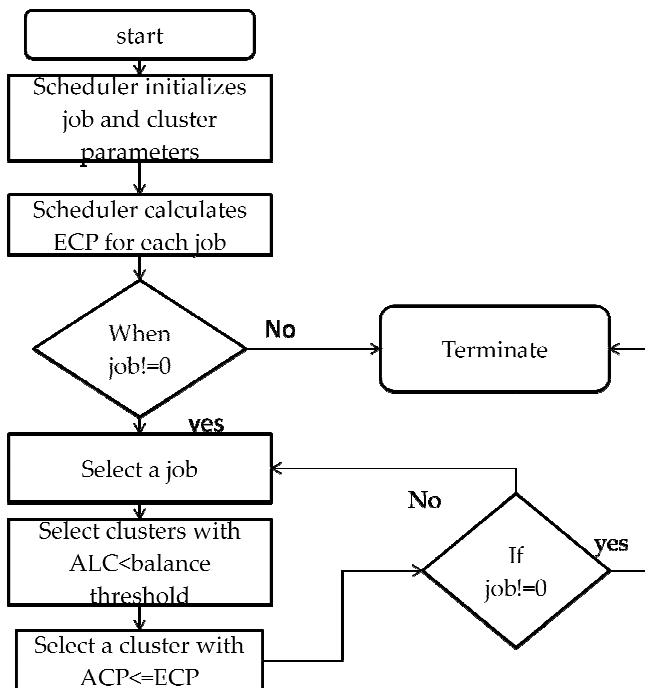 start
Scheduler initializes
job and cluster
parameters
Scheduler calculates
ECP for each job
When
job!=0
No
Terminate
yes
Select a job
No
Select clusters with
ALC<balance
threshold
If
job!=0
yes
Select a cluster with
ACP<=ECP